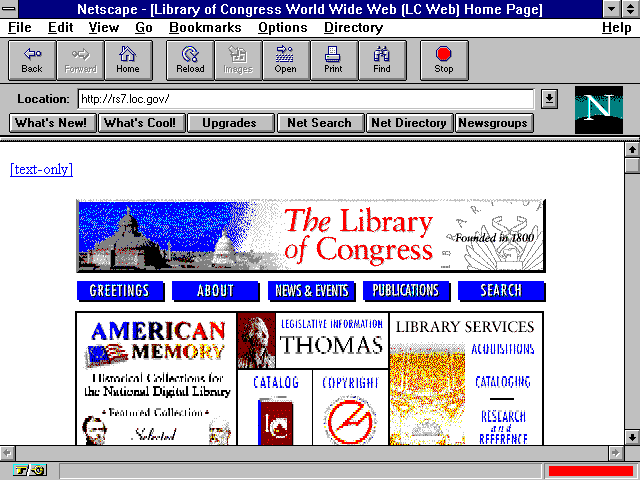 Netscape - [Library of Congress World Wide Web (LC Web) Home Page]
File Edit View Go Bookmarks Options Directory Help
Back Forward Home Reload Images Open Print Find Stop
Location: http://rs7.loc.gov/
N
What's New! What's Cool! Upgrades Net Search Net Directory Newsgroups
[text-only]
The Library
of Congress
Founded in 1800
GREETINGS ABOUT NEWS & EVENTS PUBLICATIONS SEARCH
AMERICAN
MEMORY
Historical Collections for
the National Digital Library
Featured Collection
Selected
LEGISLATIVE INFORMATION
THOMAS
CATALOG
LC
COPYRIGHT
LIBRARY SERVICES
ACQUISITIONS
CATALOGING
RESEARCH
and
REFERENCE